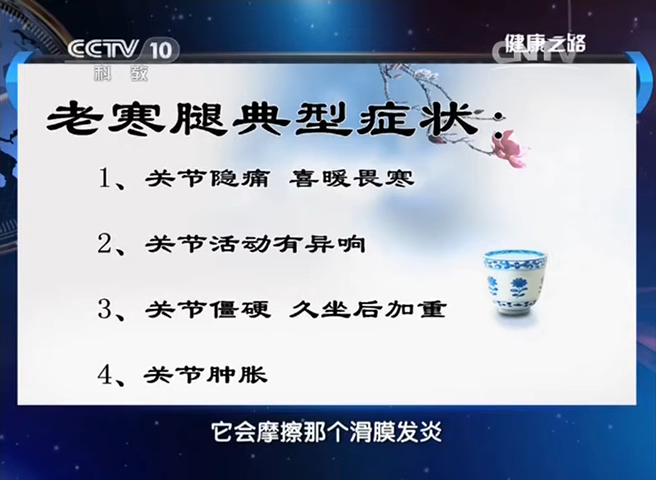 CCTV 10
科教
健康之路
CNTV
老寒腿典型症状：
1、关节隐痛 喜暖畏寒
2、关节活动有异响
3、关节僵硬 久坐后加重
4、关节肿胀
它会摩擦那个滑膜发炎